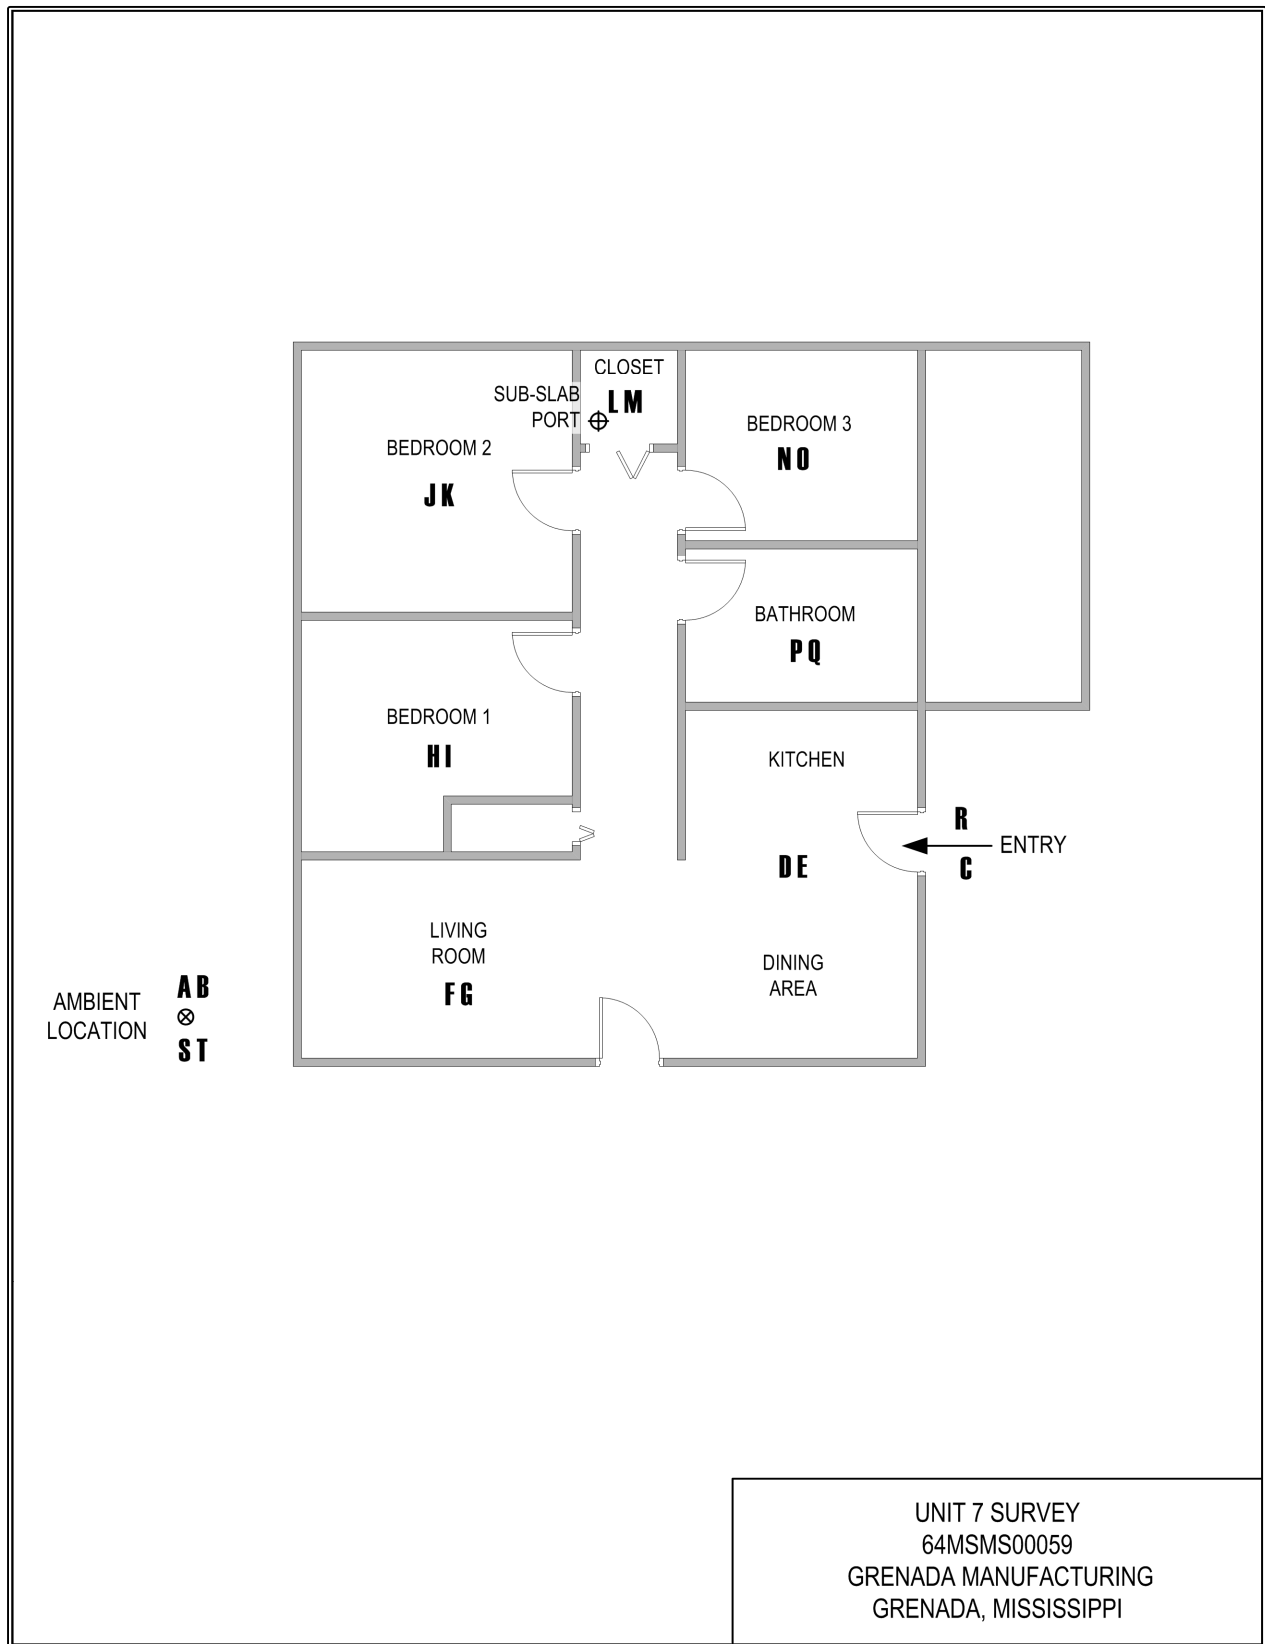 CLOSET
SUB-SLAB
PORT
L M
BEDROOM 2
J K
BEDROOM 3
N O
BATHROOM
P Q
BEDROOM 1
H I
KITCHEN
R
ENTRY
C
D E
LIVING
ROOM
F G
DINING
AREA
AMBIENT
LOCATION
A B
S T
UNIT 7 SURVEY
64MSMS00059
GRENADA MANUFACTURING
GRENADA, MISSISSIPPI